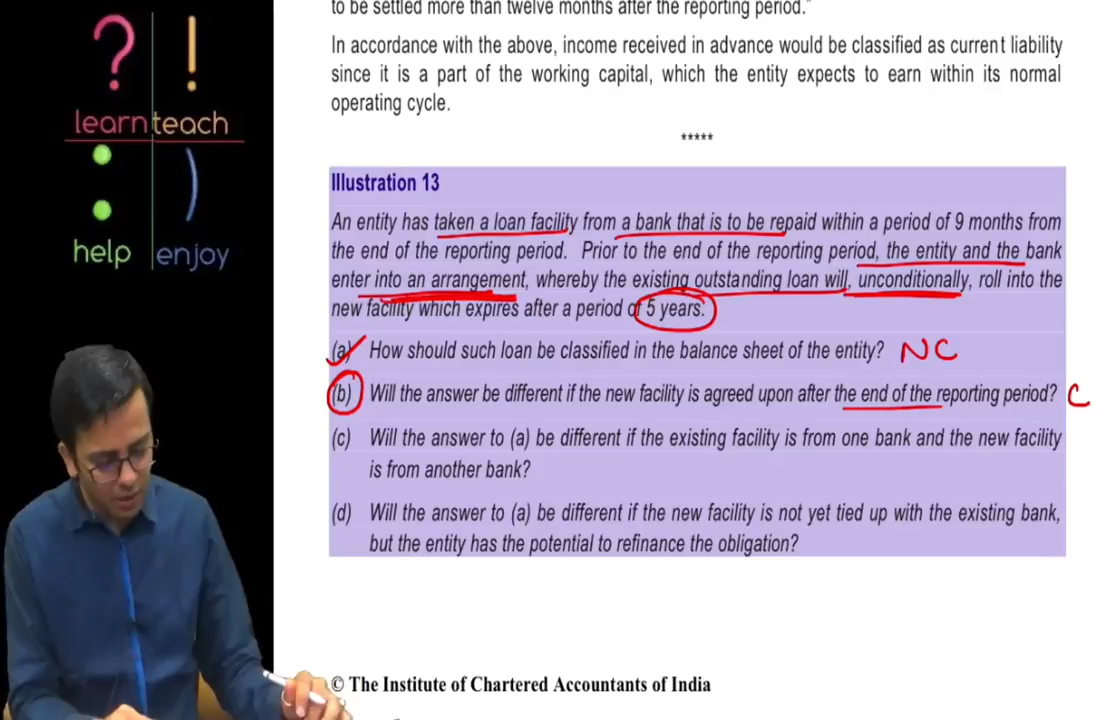 ?
!
learn teach
:
)
help enjoy
to be settled more than twelve months after the reporting period."
In accordance with the above, income received in advance would be classified as current liability
since it is a part of the working capital, which the entity expects to earn within its normal
operating cycle.
*****
Illustration 13
An entity has taken a loan facility from a bank that is to be repaid within a period of 9 months from
the end of the reporting period. Prior to the end of the reporting period, the entity and the bank
enter into an arrangement, whereby the existing outstanding loan will, unconditionally, roll into the
new facility which expires after a period of 5 years.
(a) How should such loan be classified in the balance sheet of the entity? NC
(b) Will the answer be different if the new facility is agreed upon after the end of the reporting period? C
(c) Will the answer to (a) be different if the existing facility is from one bank and the new facility
is from another bank?
(d) Will the answer to (a) be different if the new facility is not yet tied up with the existing bank,
but the entity has the potential to refinance the obligation?
© The Institute of Chartered Accountants of India